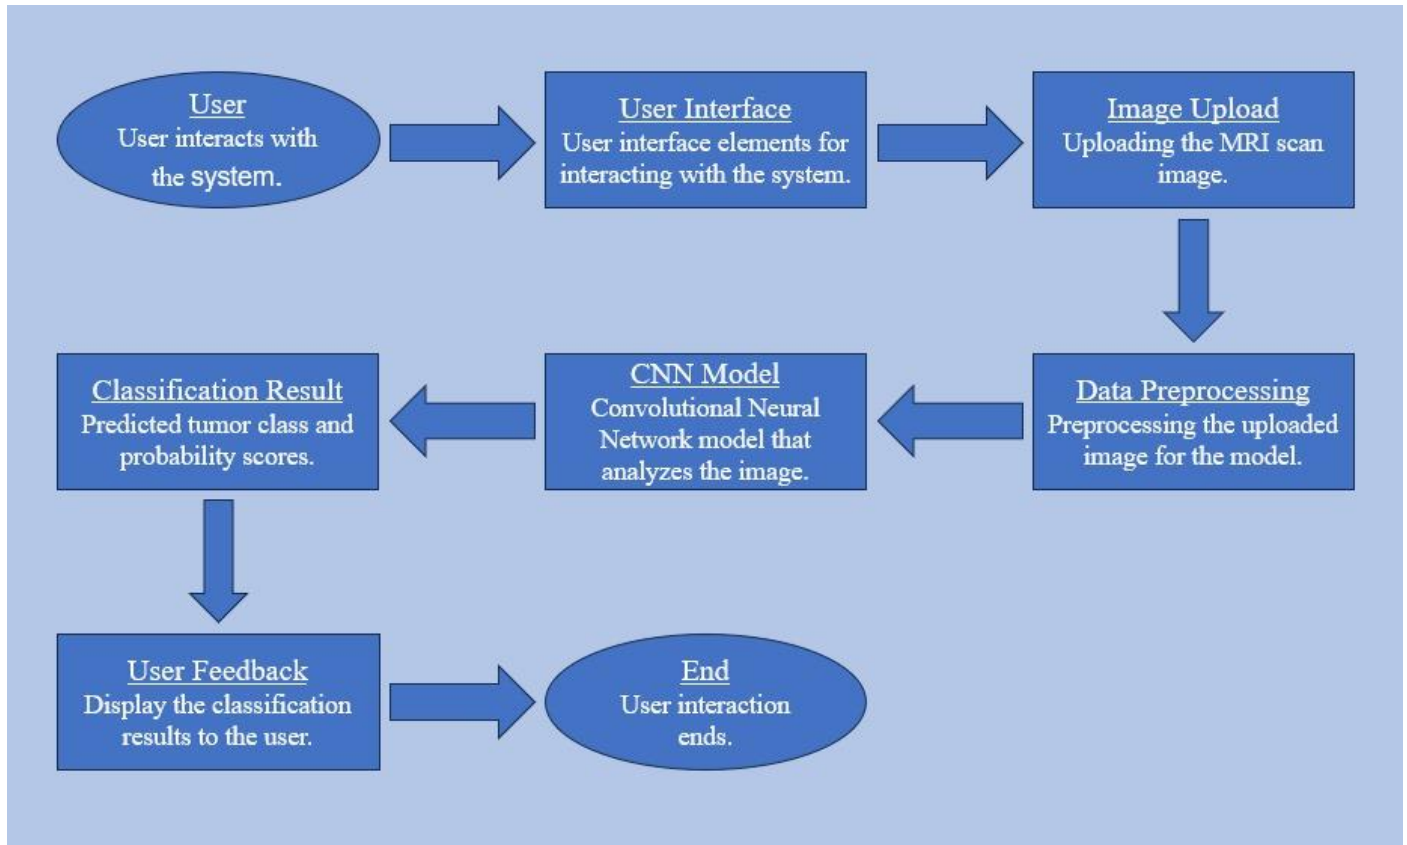 User
User interacts with
the system.
User Interface
User interface elements for
interacting with the system.
Image Upload
Uploading the MRI scan
image.
Data Preprocessing
Preprocessing the uploaded
image for the model.
CNN Model
Convolutional Neural
Network model that
analyzes the image.
Classification Result
Predicted tumor class and
probability scores.
User Feedback
Display the classification
results to the user.
End
User interaction
ends.